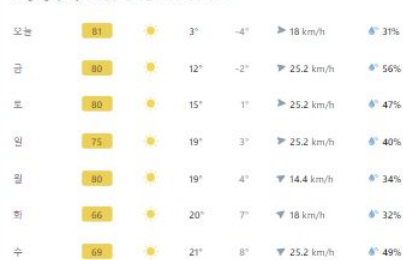 오늘 81 3° -4° 18 km/h 31%
금 80 12° -2° 25.2 km/h 56%
토 80 15° 1° 25.2 km/h 47%
일 75 19° 3° 25.2 km/h 40%
월 80 19° 4° 14.4 km/h 34%
화 66 20° 7° 18 km/h 32%
수 69 21° 8° 25.2 km/h 49%